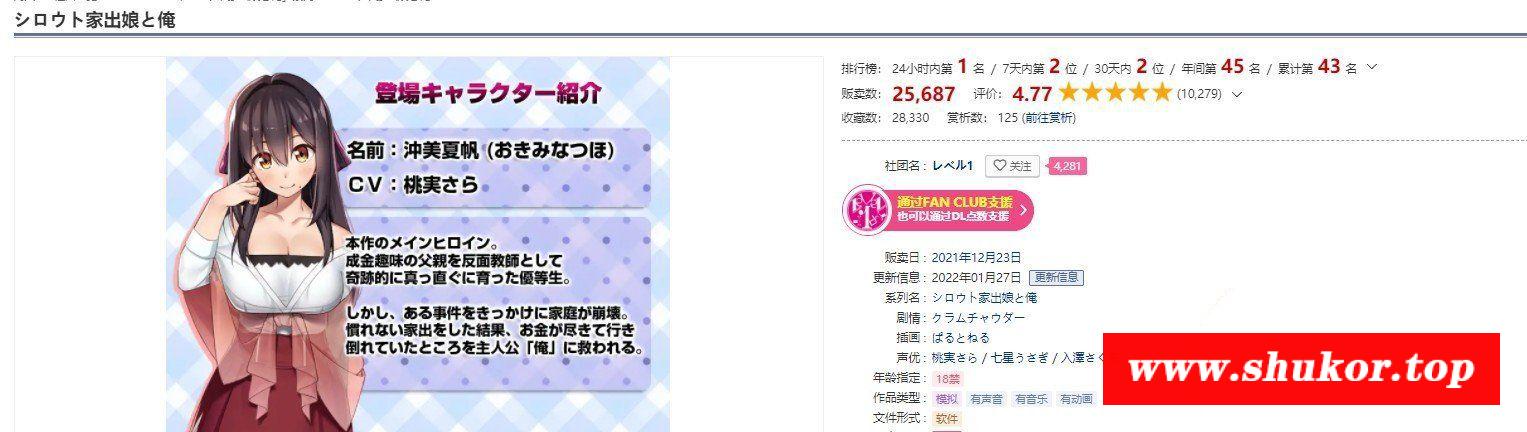 シロウト家出娘と俺
登場キャラクター紹介
名前：沖美夏帆 (おきみなつほ)
CV：桃実さら
本作のメインヒロイン。
成金趣味の父親を反面教師として
奇跡的に真っ直ぐに育った優等生。
しかし、ある事件をきっかけに家庭が崩壊。
慣れない家出をした結果、お金が尽きて行き
倒れていたところを主人公「俺」に救われる。
排行榜： 24小时内第 1 名 / 7天内第 2 位 / 30天内 2 位 / 年间第 45 名 / 累计第 43 名
贩卖数： 25,687 评价： 4.77 ★★★★★ (10,279)
收藏数： 28,330 赏析数： 125 (前往赏析)
社团名 : レベル1 ♡ 关注 4,281
通过FAN CLUB支援
也可以通过DL点数支援
贩卖日 : 2021年12月23日
更新信息 : 2022年01月27日 更新信息
系列名 : シロウト家出娘と俺
剧情 : クラムチャウダー
插画 : ぱるとねる
声优 : 桃実さら / 七星うさぎ / 入澤さく
www.shukor.top
年龄指定 : 18禁
作品类型 : 模拟 有声音 有音乐 有动画
文件形式 : 软件